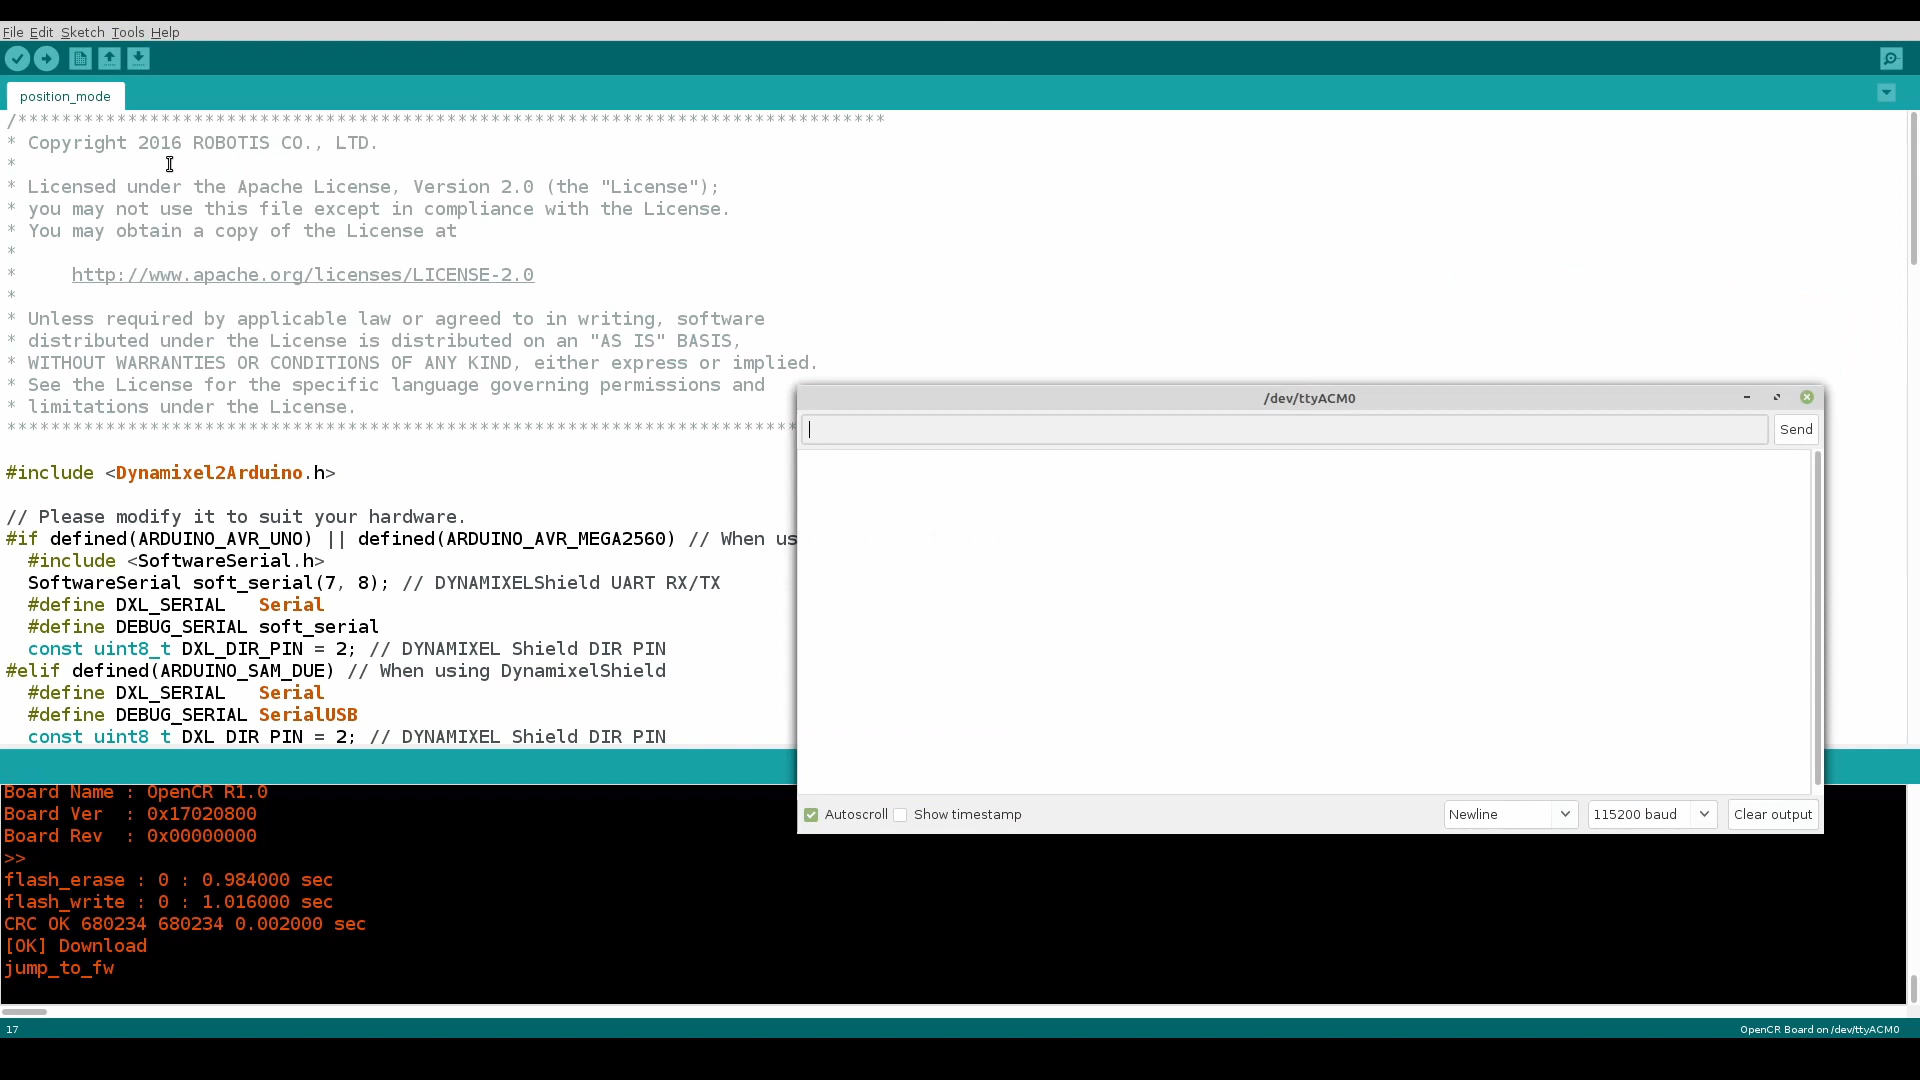 File Edit Sketch Tools Help
position_mode
/*******************************************************************************
* Copyright 2016 ROBOTIS CO., LTD.
*
* Licensed under the Apache License, Version 2.0 (the "License");
* you may not use this file except in compliance with the License.
* You may obtain a copy of the License at
*
*     http://www.apache.org/licenses/LICENSE-2.0
*
* Unless required by applicable law or agreed to in writing, software
* distributed under the License is distributed on an "AS IS" BASIS,
* WITHOUT WARRANTIES OR CONDITIONS OF ANY KIND, either express or implied.
* See the License for the specific language governing permissions and
* limitations under the License.
************************************************************************
#include <Dynamixel2Arduino.h>
// Please modify it to suit your hardware.
#if defined(ARDUINO_AVR_UNO) || defined(ARDUINO_AVR_MEGA2560) // When us
  #include <SoftwareSerial.h>
  SoftwareSerial soft_serial(7, 8); // DYNAMIXELShield UART RX/TX
  #define DXL_SERIAL   Serial
  #define DEBUG_SERIAL soft_serial
  const uint8_t DXL_DIR_PIN = 2; // DYNAMIXEL Shield DIR PIN
#elif defined(ARDUINO_SAM_DUE) // When using DynamixelShield
  #define DXL_SERIAL   Serial
  #define DEBUG_SERIAL SerialUSB
  const uint8_t DXL_DIR_PIN = 2; // DYNAMIXEL Shield DIR PIN
/dev/ttyACM0
Send
Autoscroll Show timestamp Newline 115200 baud Clear output
Board Name : OpenCR R1.0
Board Ver  : 0x17020800
Board Rev  : 0x00000000
>>
flash_erase : 0 : 0.984000 sec
flash_write : 0 : 1.016000 sec
CRC OK 680234 680234 0.002000 sec
[OK] Download
jump_to_fw
17
OpenCR Board on /dev/ttyACM0